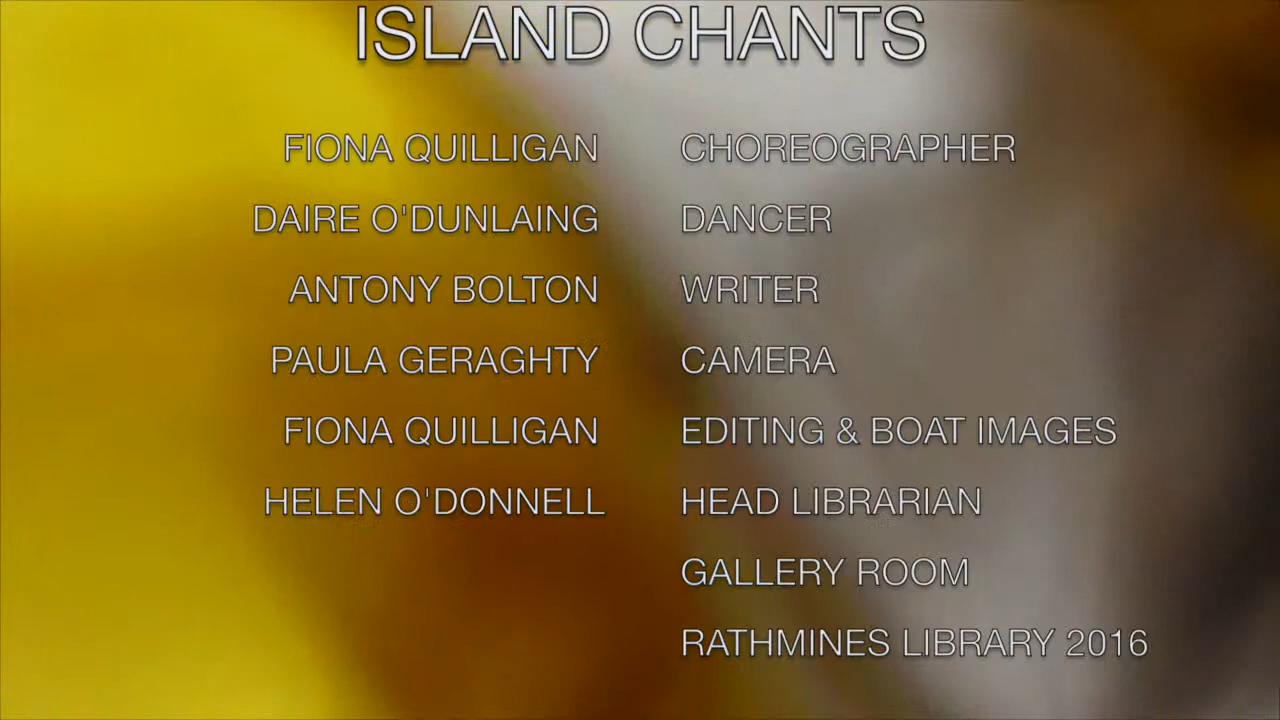 ISLAND CHANTS
FIONA QUILLIGAN CHOREOGRAPHER
DAIRE O'DUNLAING DANCER
ANTONY BOLTON WRITER
PAULA GERAGHTY CAMERA
FIONA QUILLIGAN EDITING & BOAT IMAGES
HELEN O'DONNELL HEAD LIBRARIAN
GALLERY ROOM
RATHMINES LIBRARY 2016